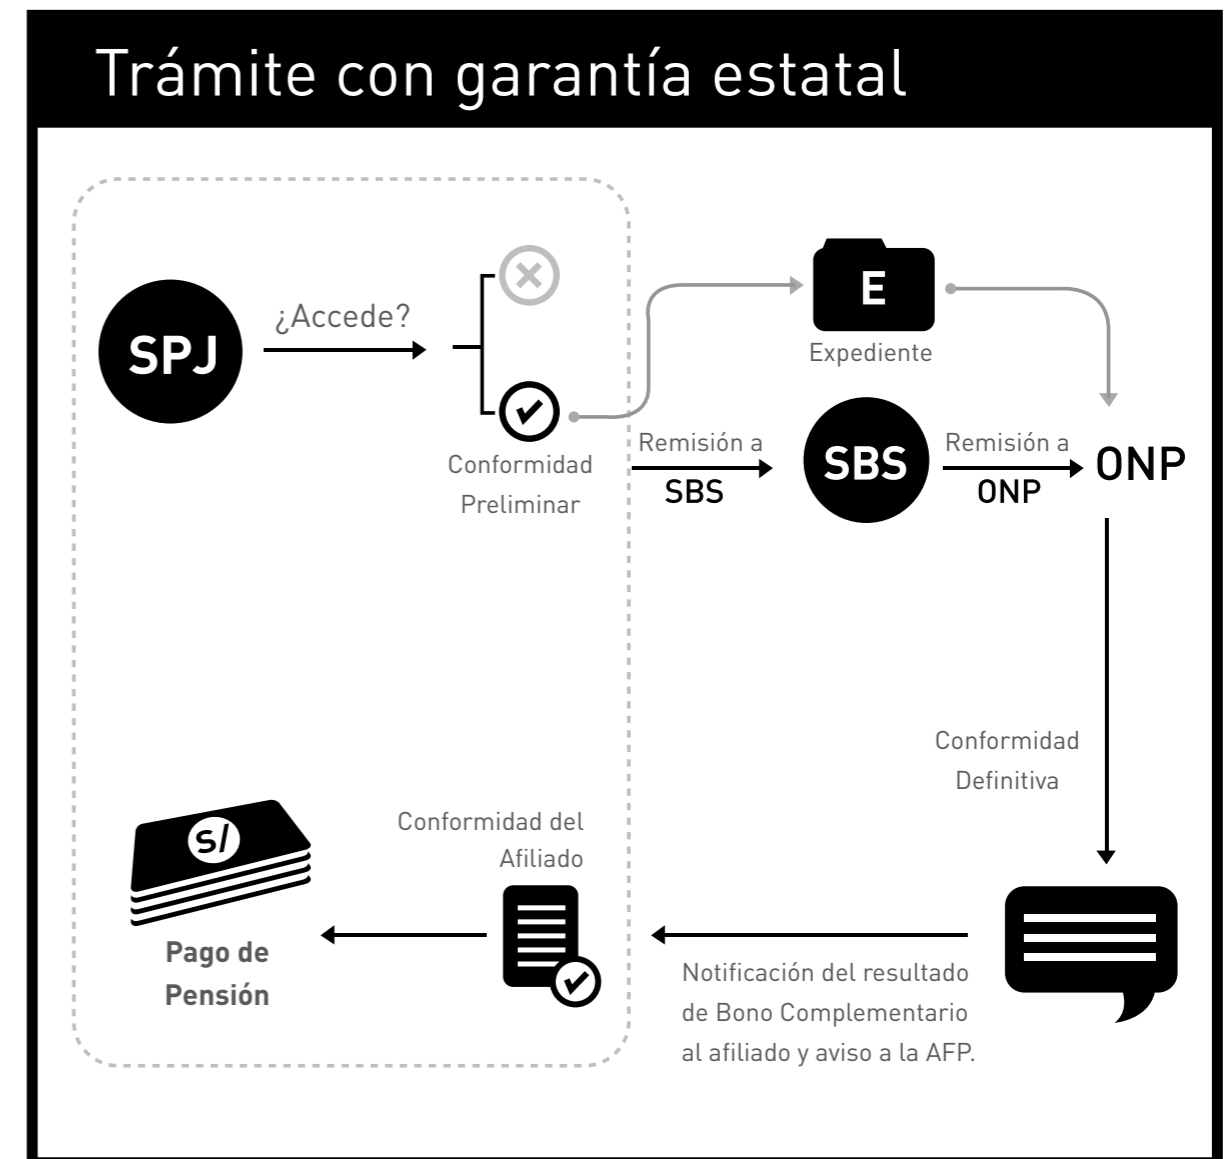 Trámite con garantía estatal
SPJ
¿Accede?
Conformidad
Preliminar
E
Expediente
Remisión a
SBS
SBS
Remisión a
ONP
ONP
Conformidad
Definitiva
Notificación del resultado
de Bono Complementario
al afiliado y aviso a la AFP.
Conformidad del
Afiliado
S/
Pago de
Pensión